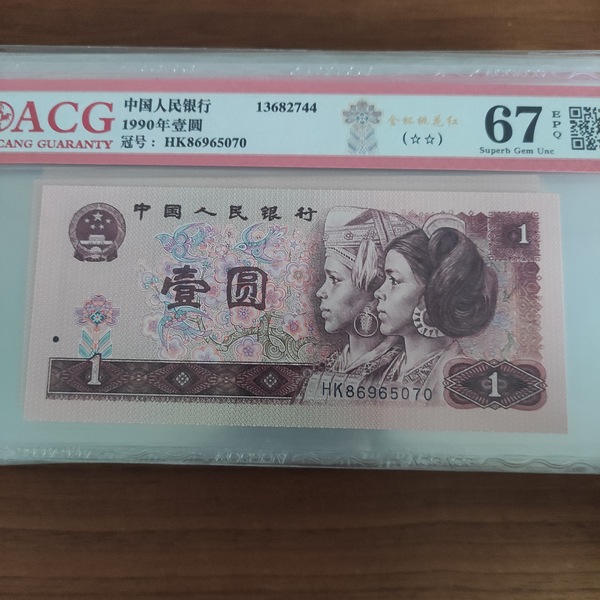 ACG
CANG GUARANTY
中国人民银行
1990年壹圆
冠号：HK86965070
13682744
金标桃花红
(☆☆)
67
EPQ
Superb Gem Unc
中国人民银行
1
壹圆
1
HK86965070
1